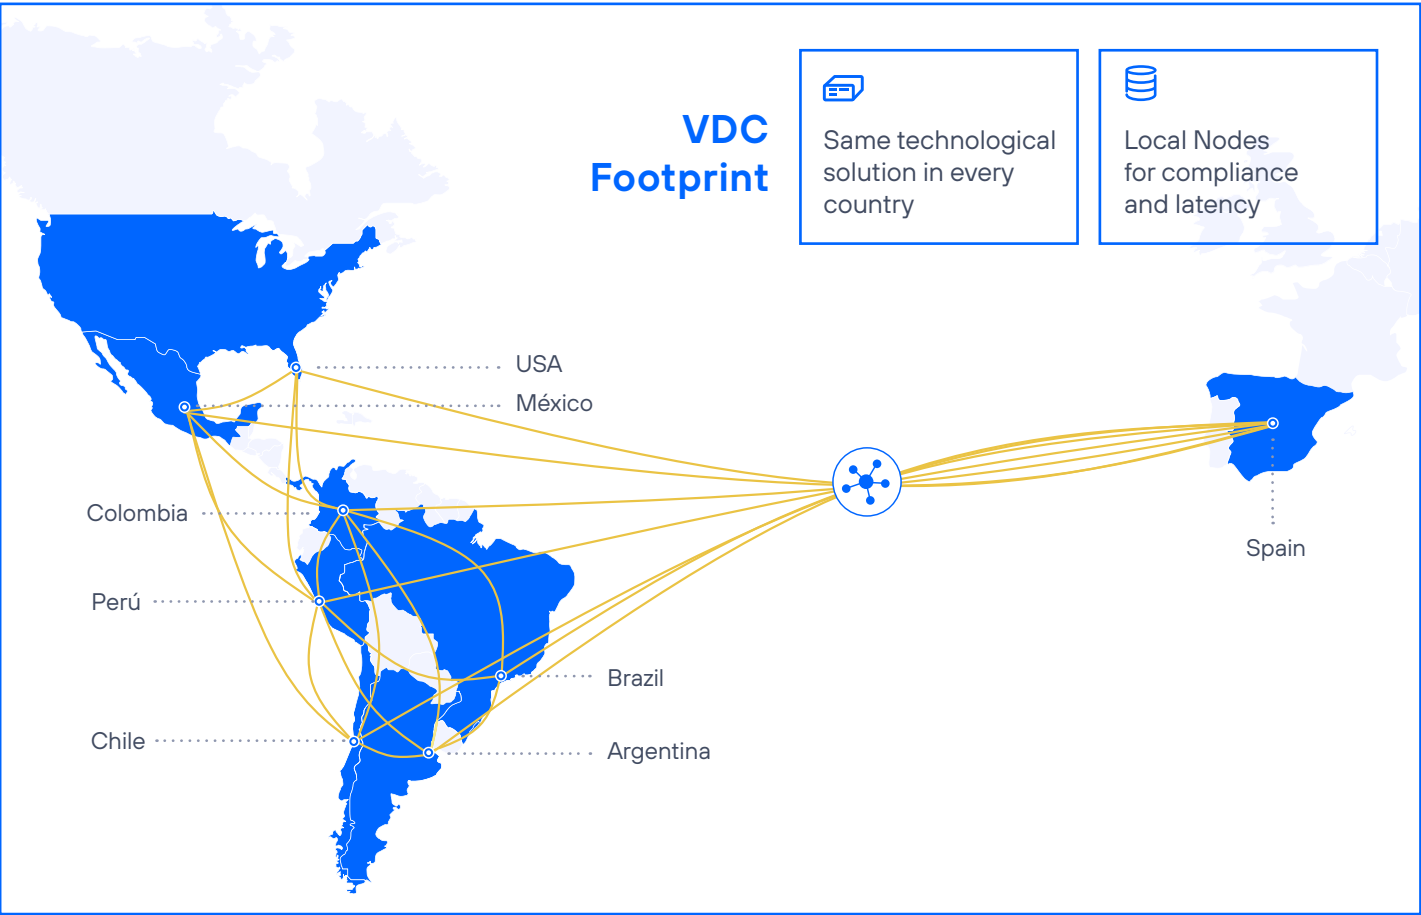 VDC
Footprint
Same technological
solution in every
country
Local Nodes
for compliance
and latency
USA
México
Colombia
Spain
Perú
Brazil
Chile
Argentina